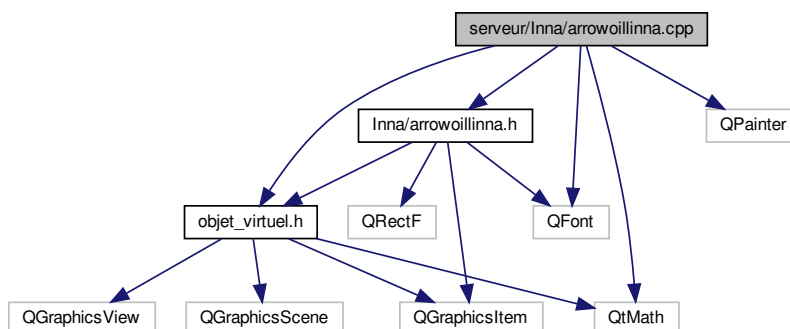 serveur/Inna/arrowoillinna.cpp
Inna/arrowoillinna.h
QPainter
objet_virtuel.h
QRectF
QFont
QGraphicsView
QGraphicsScene
QGraphicsItem
QtMath